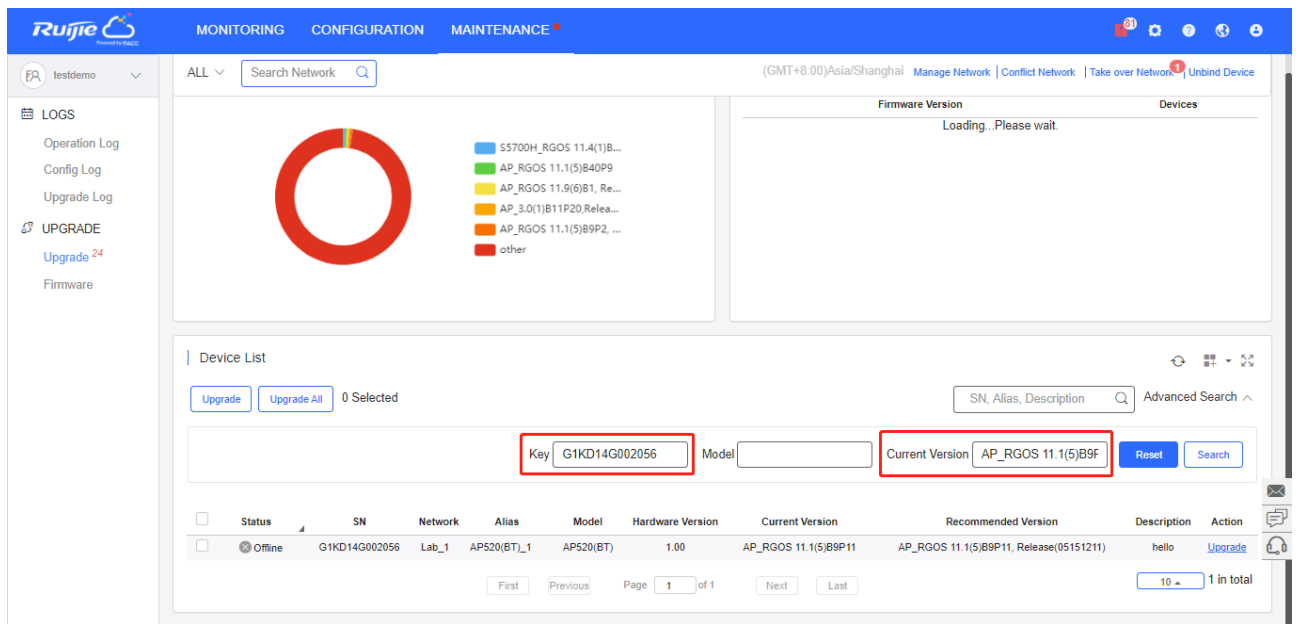 Ruijie
Powered by macc
MONITORING CONFIGURATION MAINTENANCE
81
testdemo
ALL Search Network
(GMT+8:00)Asia/Shanghai Manage Network | Conflict Network | Take over Network 1 | Unbind Device
LOGS
Operation Log
Config Log
Upgrade Log
UPGRADE
Upgrade 24
Firmware
S5700H_RGOS 11.4(1)B...
AP_RGOS 11.1(5)B40P9
AP_RGOS 11.9(6)B1, Re...
AP_3.0(1)B11P20,Relea...
AP_RGOS 11.1(5)B9P2, ...
other
Firmware Version Devices
Loading...Please wait.
Device List
Upgrade Upgrade All 0 Selected
SN, Alias, Description Advanced Search
Key G1KD14G002056 Model Current Version AP_RGOS 11.1(5)B9F Reset Search
Status SN Network Alias Model Hardware Version Current Version Recommended Version Description Action
Offline G1KD14G002056 Lab_1 AP520(BT)_1 AP520(BT) 1.00 AP_RGOS 11.1(5)B9P11 AP_RGOS 11.1(5)B9P11, Release(05151211) hello Upgrade
First Previous Page 1 of 1 Next Last 10 1 in total